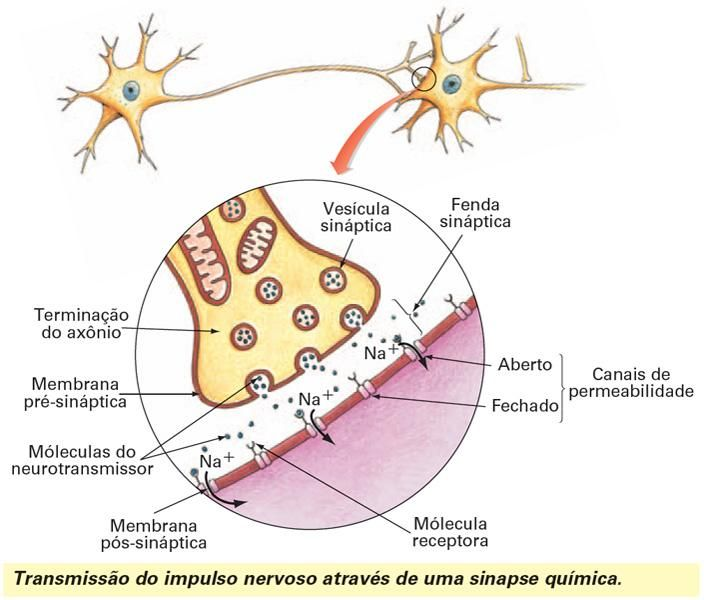 Vesícula
sináptica
Fenda
sináptica
Terminação
do axônio
Na+
Aberto
Canais de
permeabilidade
Membrana
pré-sináptica
Na+
Fechado
Móleculas do
neurotransmissor
Na+
Membrana
pós-sináptica
Mólecula
receptora
Transmissão do impulso nervoso através de uma sinapse química.